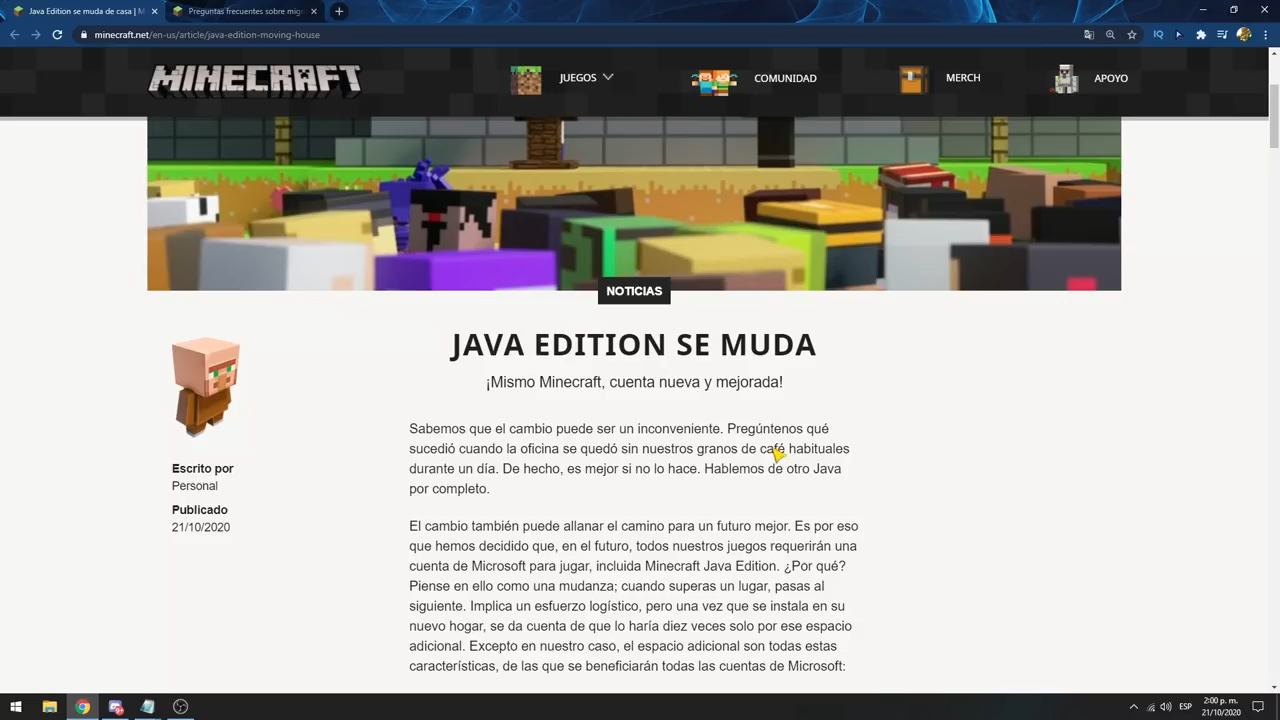 Java Edition se muda de casa | M
Preguntas frecuentes sobre mig
minecraft.net/en-us/article/java-edition-moving-house
MINECRAFT
JUEGOS
COMUNIDAD
MERCH
APOYO
NOTICIAS
JAVA EDITION SE MUDA
¡Mismo Minecraft, cuenta nueva y mejorada!
Escrito por
Personal
Publicado
21/10/2020
Sabemos que el cambio puede ser un inconveniente. Pregúntenos qué
sucedió cuando la oficina se quedó sin nuestros granos de café habituales
durante un día. De hecho, es mejor si no lo hace. Hablemos de otro Java
por completo.
El cambio también puede allanar el camino para un futuro mejor. Es por eso
que hemos decidido que, en el futuro, todos nuestros juegos requerirán una
cuenta de Microsoft para jugar, incluida Minecraft Java Edition. ¿Por qué?
Piense en ello como una mudanza; cuando superas un lugar, pasas al
siguiente. Implica un esfuerzo logístico, pero una vez que se instala en su
nuevo hogar, se da cuenta de que lo haría diez veces solo por ese espacio
adicional. Excepto en nuestro caso, el espacio adicional son todas estas
características, de las que se beneficiarán todas las cuentas de Microsoft:
IQ
ESP
2:00 p. m.
21/10/2020